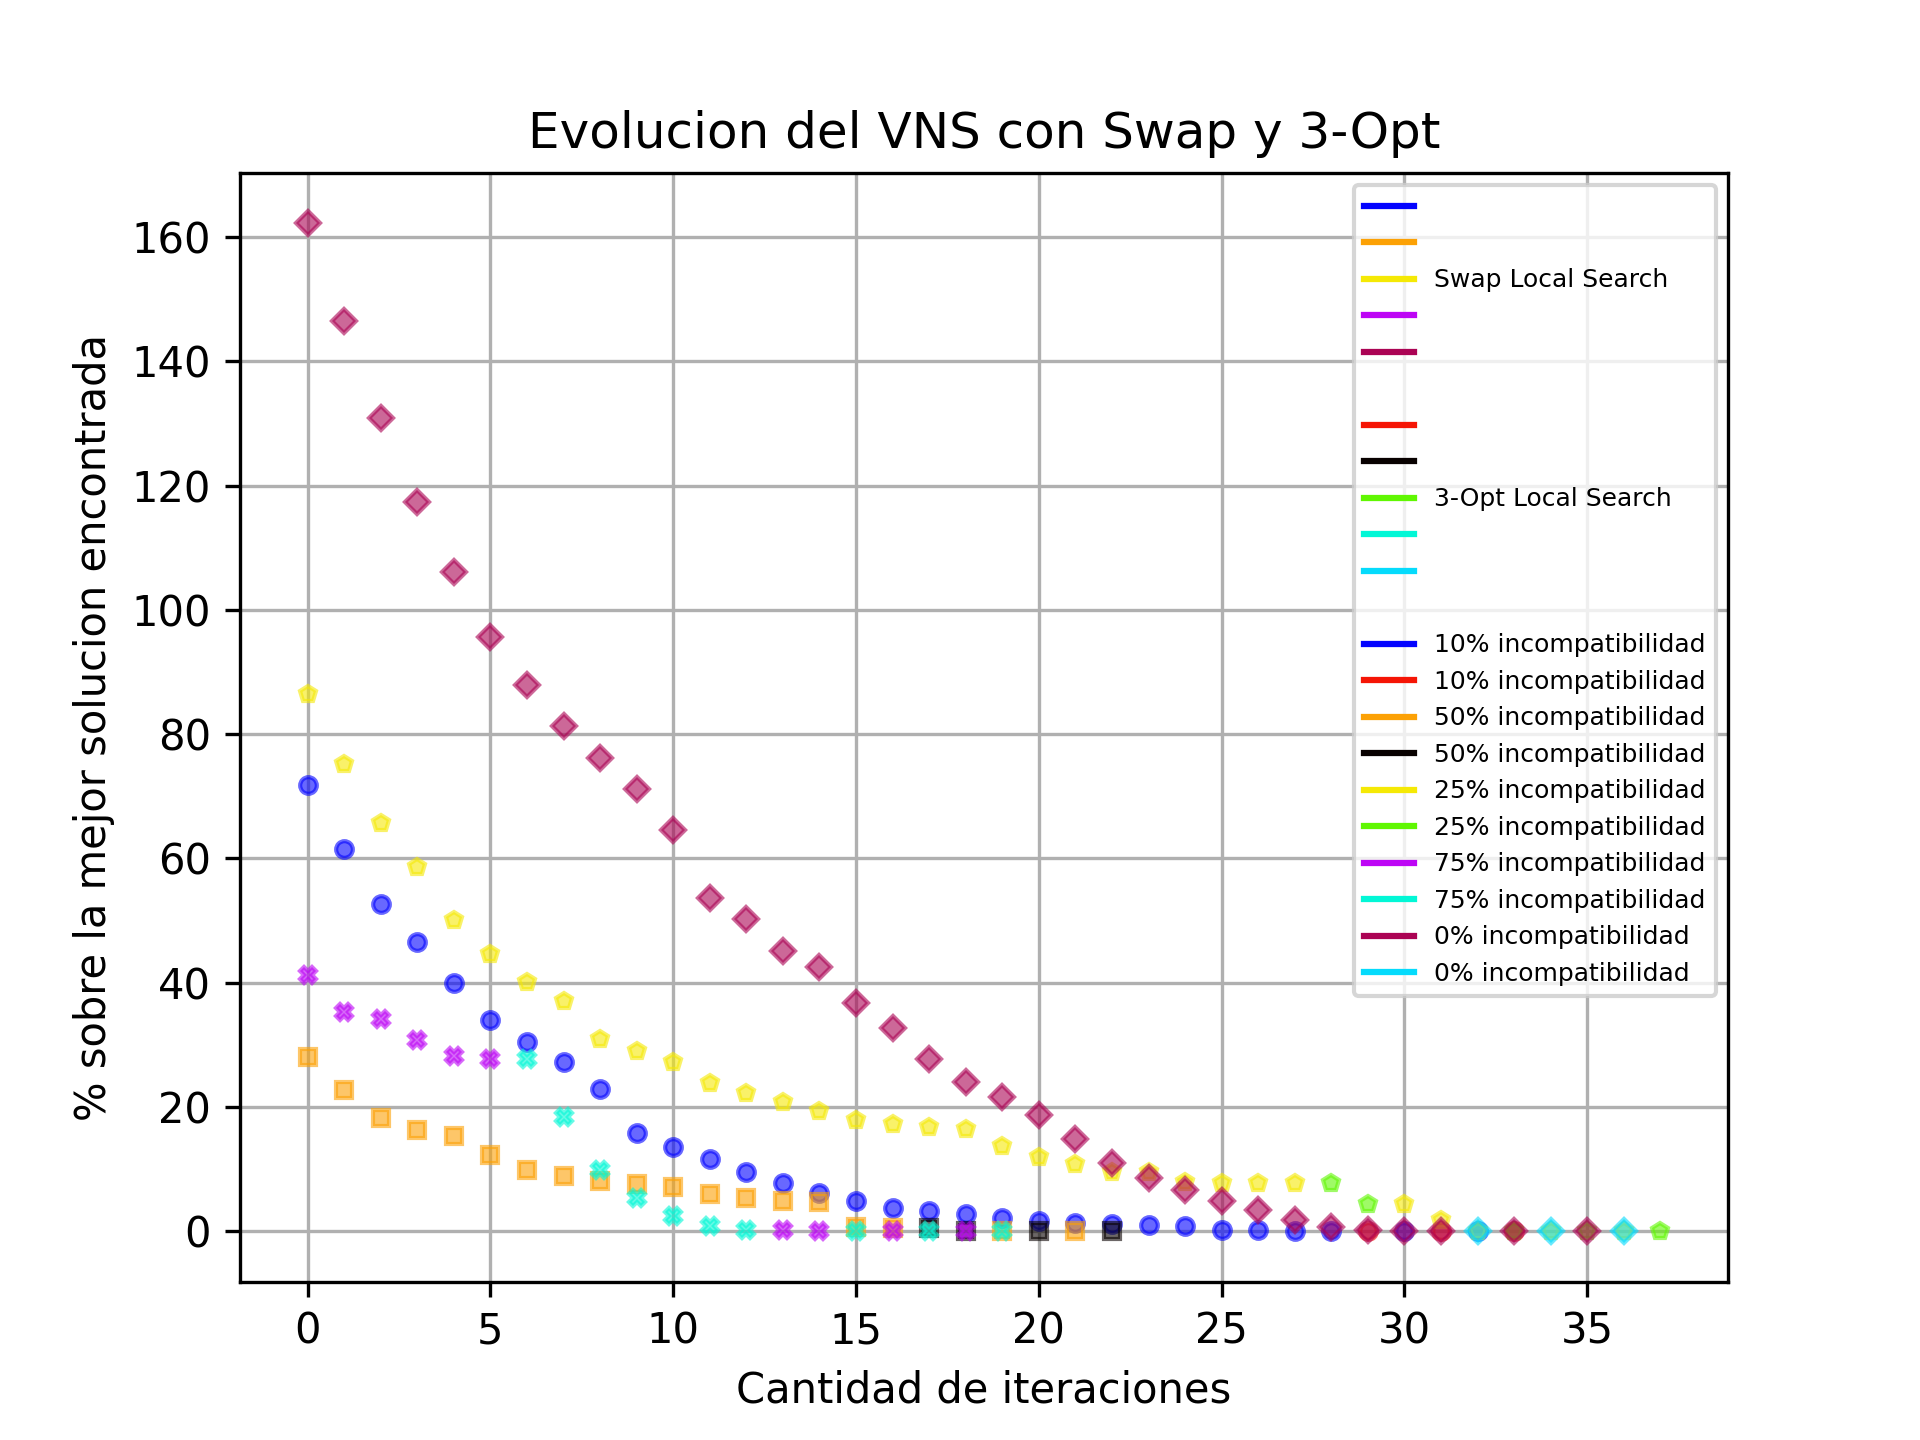 Evolucion del VNS con Swap y 3-Opt
% sobre la mejor solucion encontrada
160
140
120
100
80
60
40
20
0
Swap Local Search
3-Opt Local Search
10% incompatibilidad
10% incompatibilidad
50% incompatibilidad
50% incompatibilidad
25% incompatibilidad
25% incompatibilidad
75% incompatibilidad
75% incompatibilidad
0% incompatibilidad
0% incompatibilidad
0 5 10 15 20 25 30 35
Cantidad de iteraciones